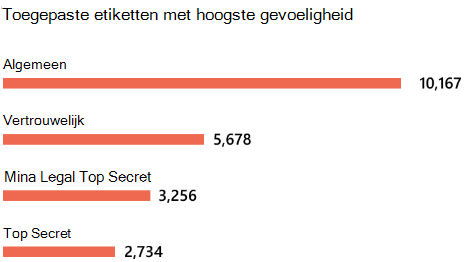 Toegepaste etiketten met hoogste gevoeligheid
Algemeen
10,167
Vertrouwelijk
5,678
Mina Legal Top Secret
3,256
Top Secret
2,734